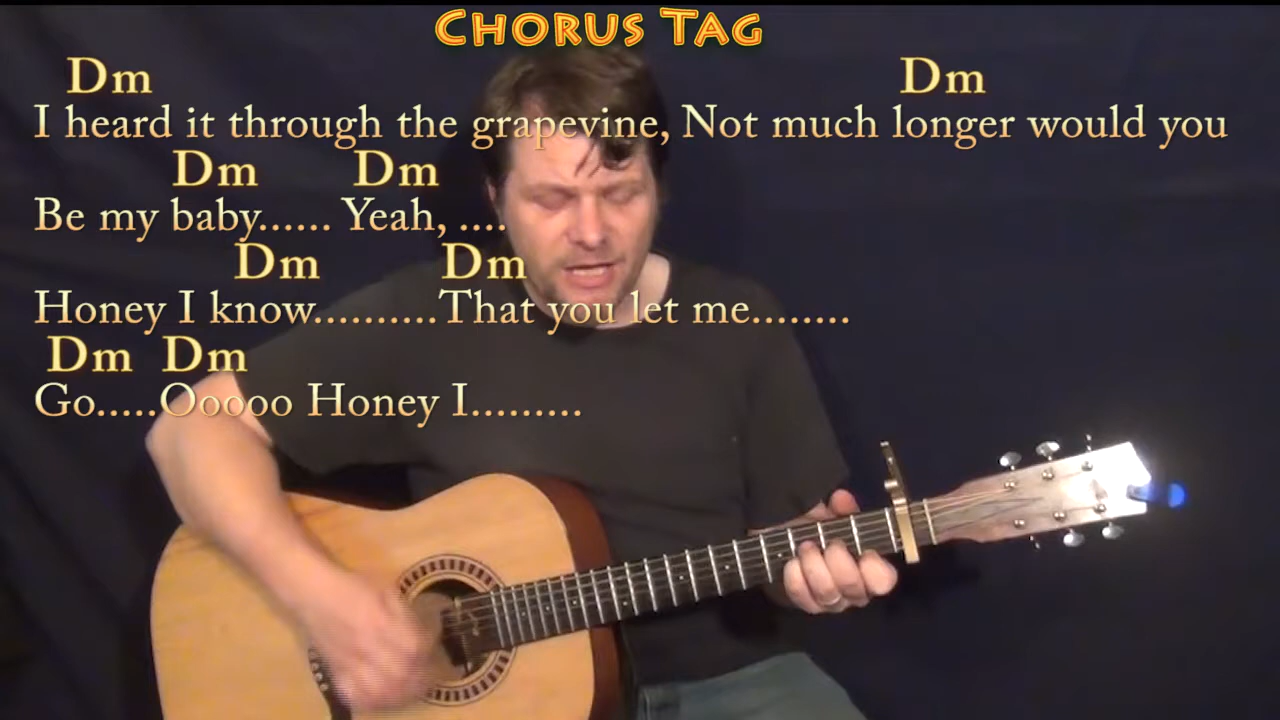 CHORUS TAG
Dm Dm
I heard it through the grapevine, Not much longer would you
Dm Dm
Be my baby...... Yeah, ....
Dm Dm
Honey I know..........That you let me........
Dm Dm
Go.....Ooooo Honey I.........